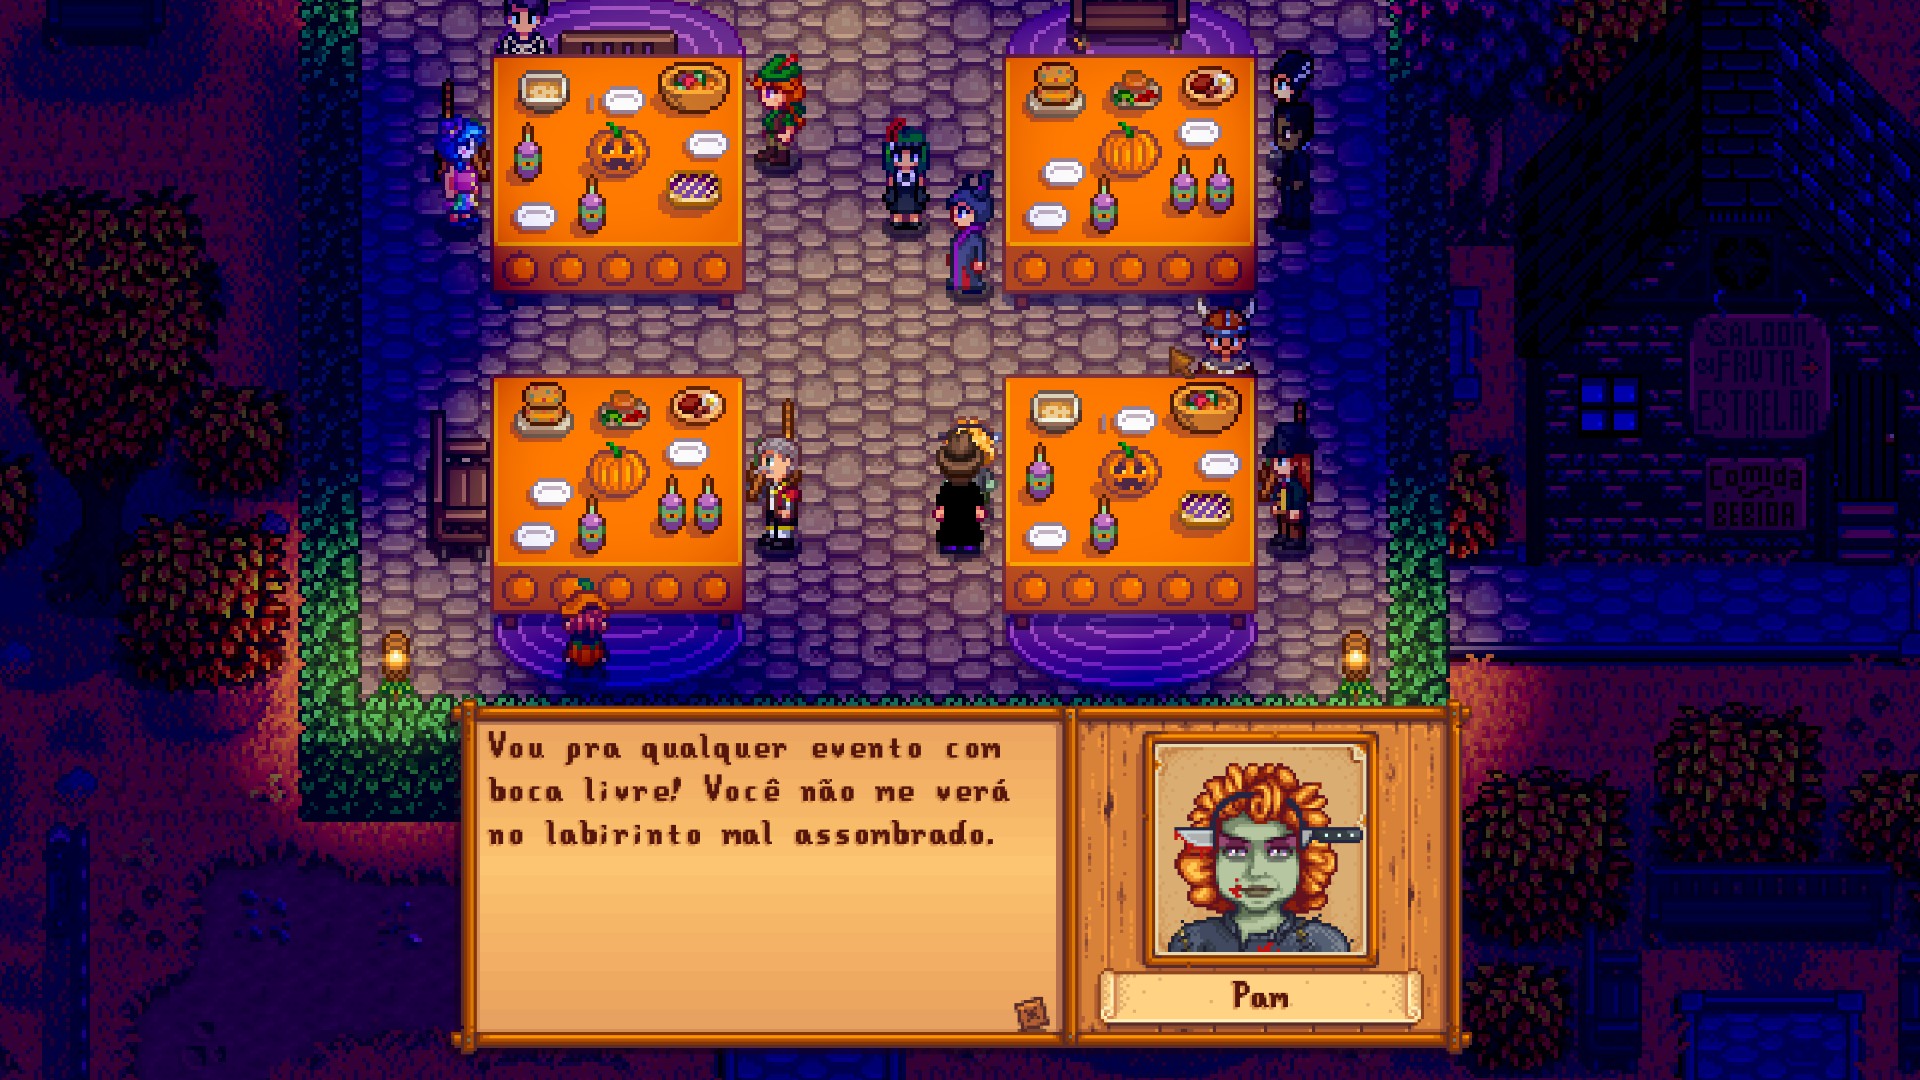 SALOON
FRUTA
ESTRELAR
Comida
BEBIDA
Vou pra qualquer evento com
boca livre! Você não me verá
no labirinto mal assombrado.
Pam